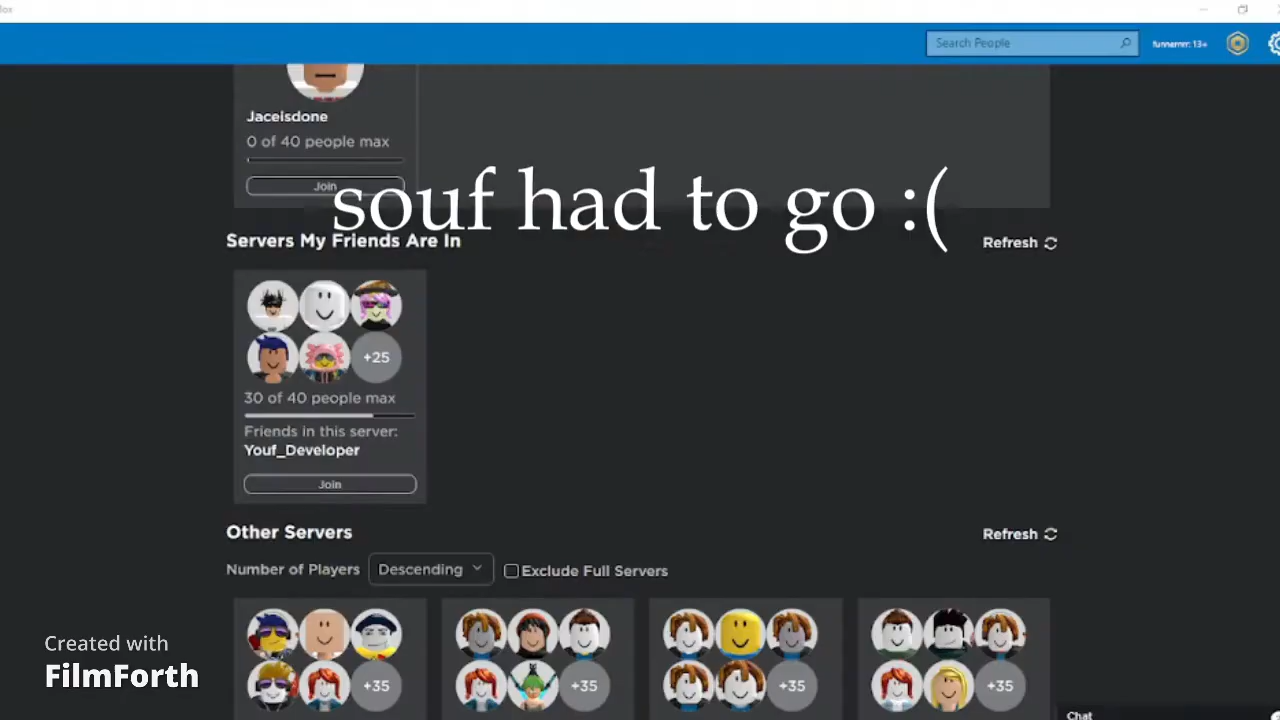 Search People
funnerrrr: 13+
Jaceisdone
0 of 40 people max
Join
souf had to go :(
Servers My Friends Are In
Refresh
+25
30 of 40 people max
Friends in this server:
Youf_Developer
Join
Other Servers
Refresh
Number of Players
Descending
Exclude Full Servers
+35
+35
+35
+35
Created with
FilmForth
Chat